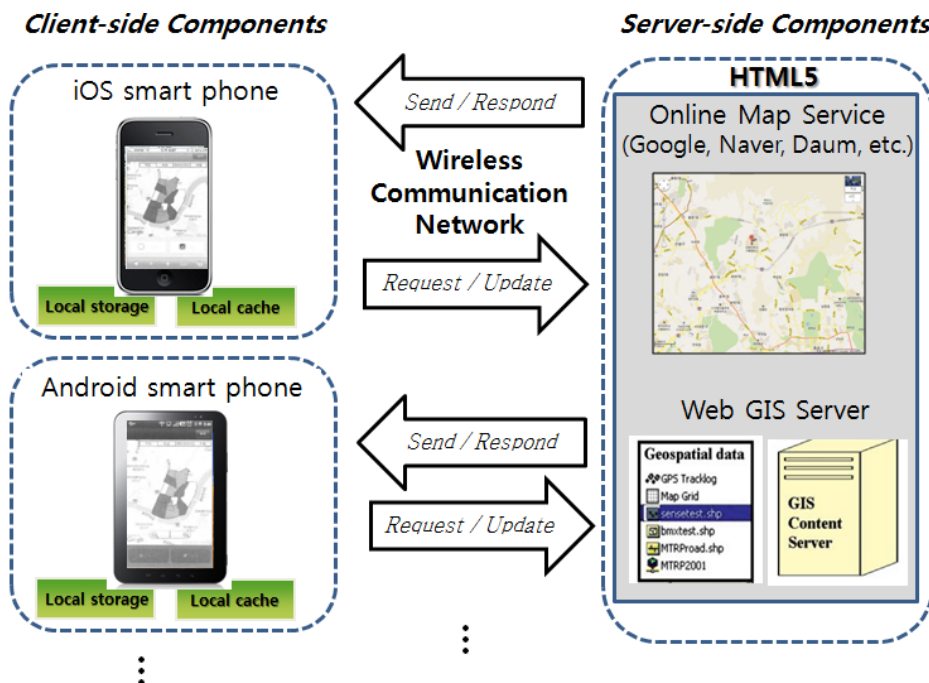 Client-side Components
Server-side Components
iOS smart phone
Local storage
Local cache
Android smart phone
Local storage
Local cache
Send / Respond
Wireless
Communication
Network
Request / Update
Send / Respond
Request / Update
HTML5
Online Map Service
(Google, Naver, Daum, etc.)
Web GIS Server
Geospatial data
GPS Tracklog
Map Grid
sensetest.shp
bmxtest.shp
MTRProad.shp
MTRP2001
GIS
Content
Server